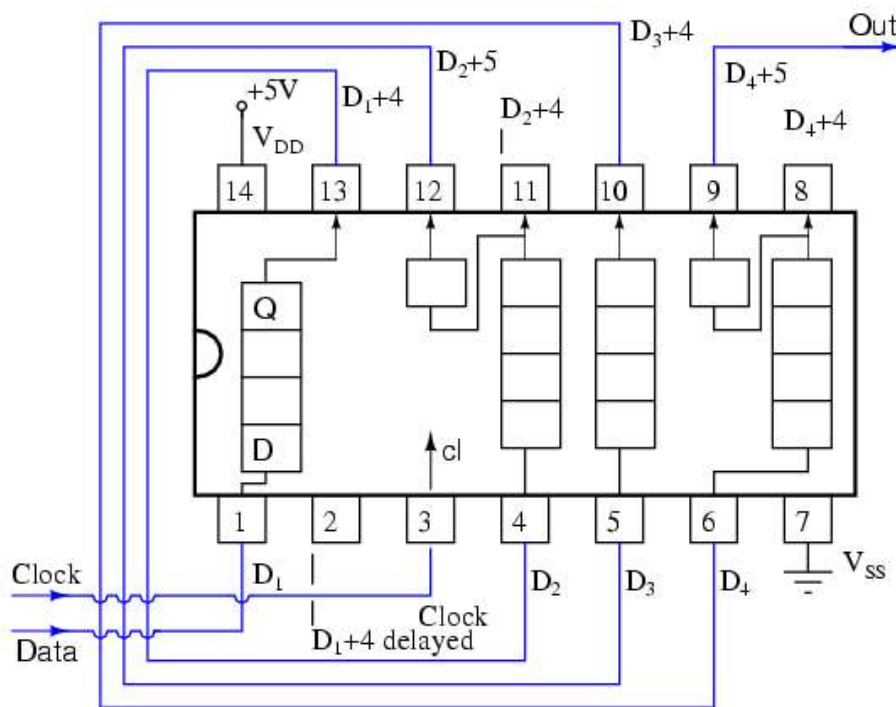 Out
D₃+4
D₂+5
D₄+5
+5V
D₁+4
D₂+4
D₄+4
V_DD
14
13
12
11
10
9
8
Q
D
cl
1
2
3
4
5
6
7
Clock
D₁
D₂
D₃
D₄
V_SS
Clock
Data
D₁+4 delayed